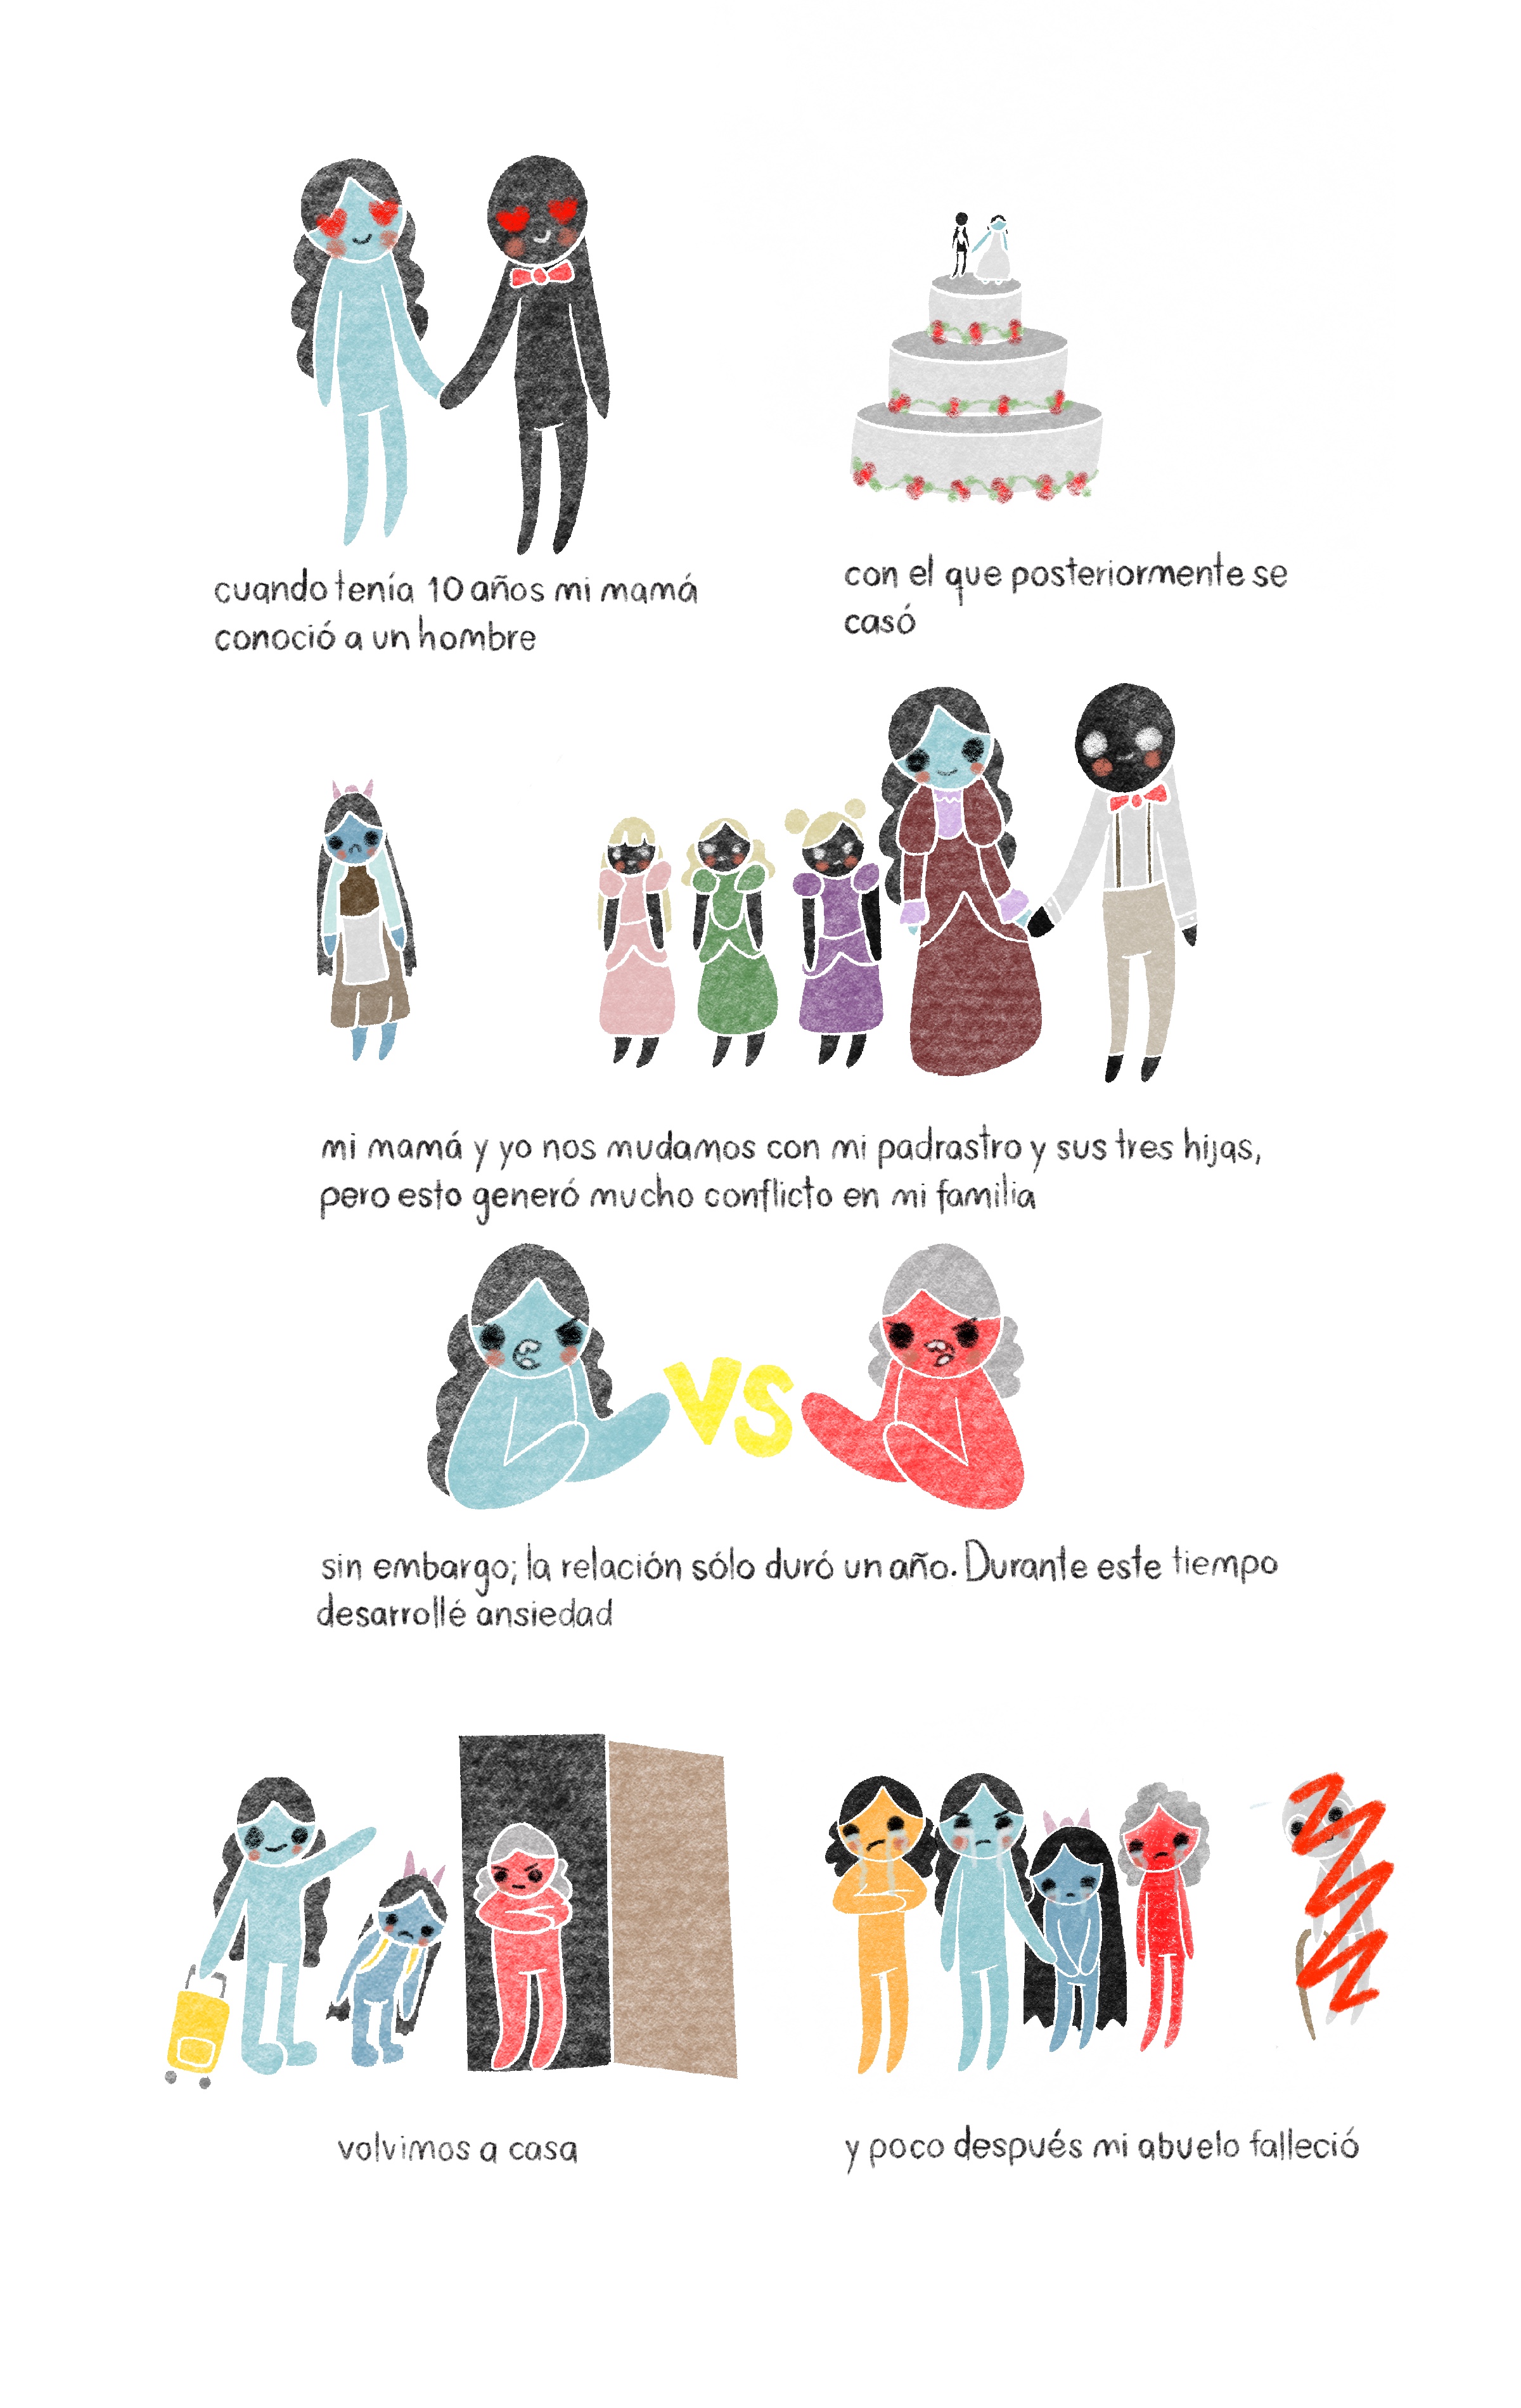 cuando tenía 10 años mi mamá
conoció a un hombre
con el que posteriormente se
casó
mi mamá y yo nos mudamos con mi padrastro y sus tres hijas,
pero esto generó mucho conflicto en mi familia
VS
sin embargo; la relación sólo duró un año. Durante este tiempo
desarrollé ansiedad
volvimos a casa
y poco después mi abuelo falleció